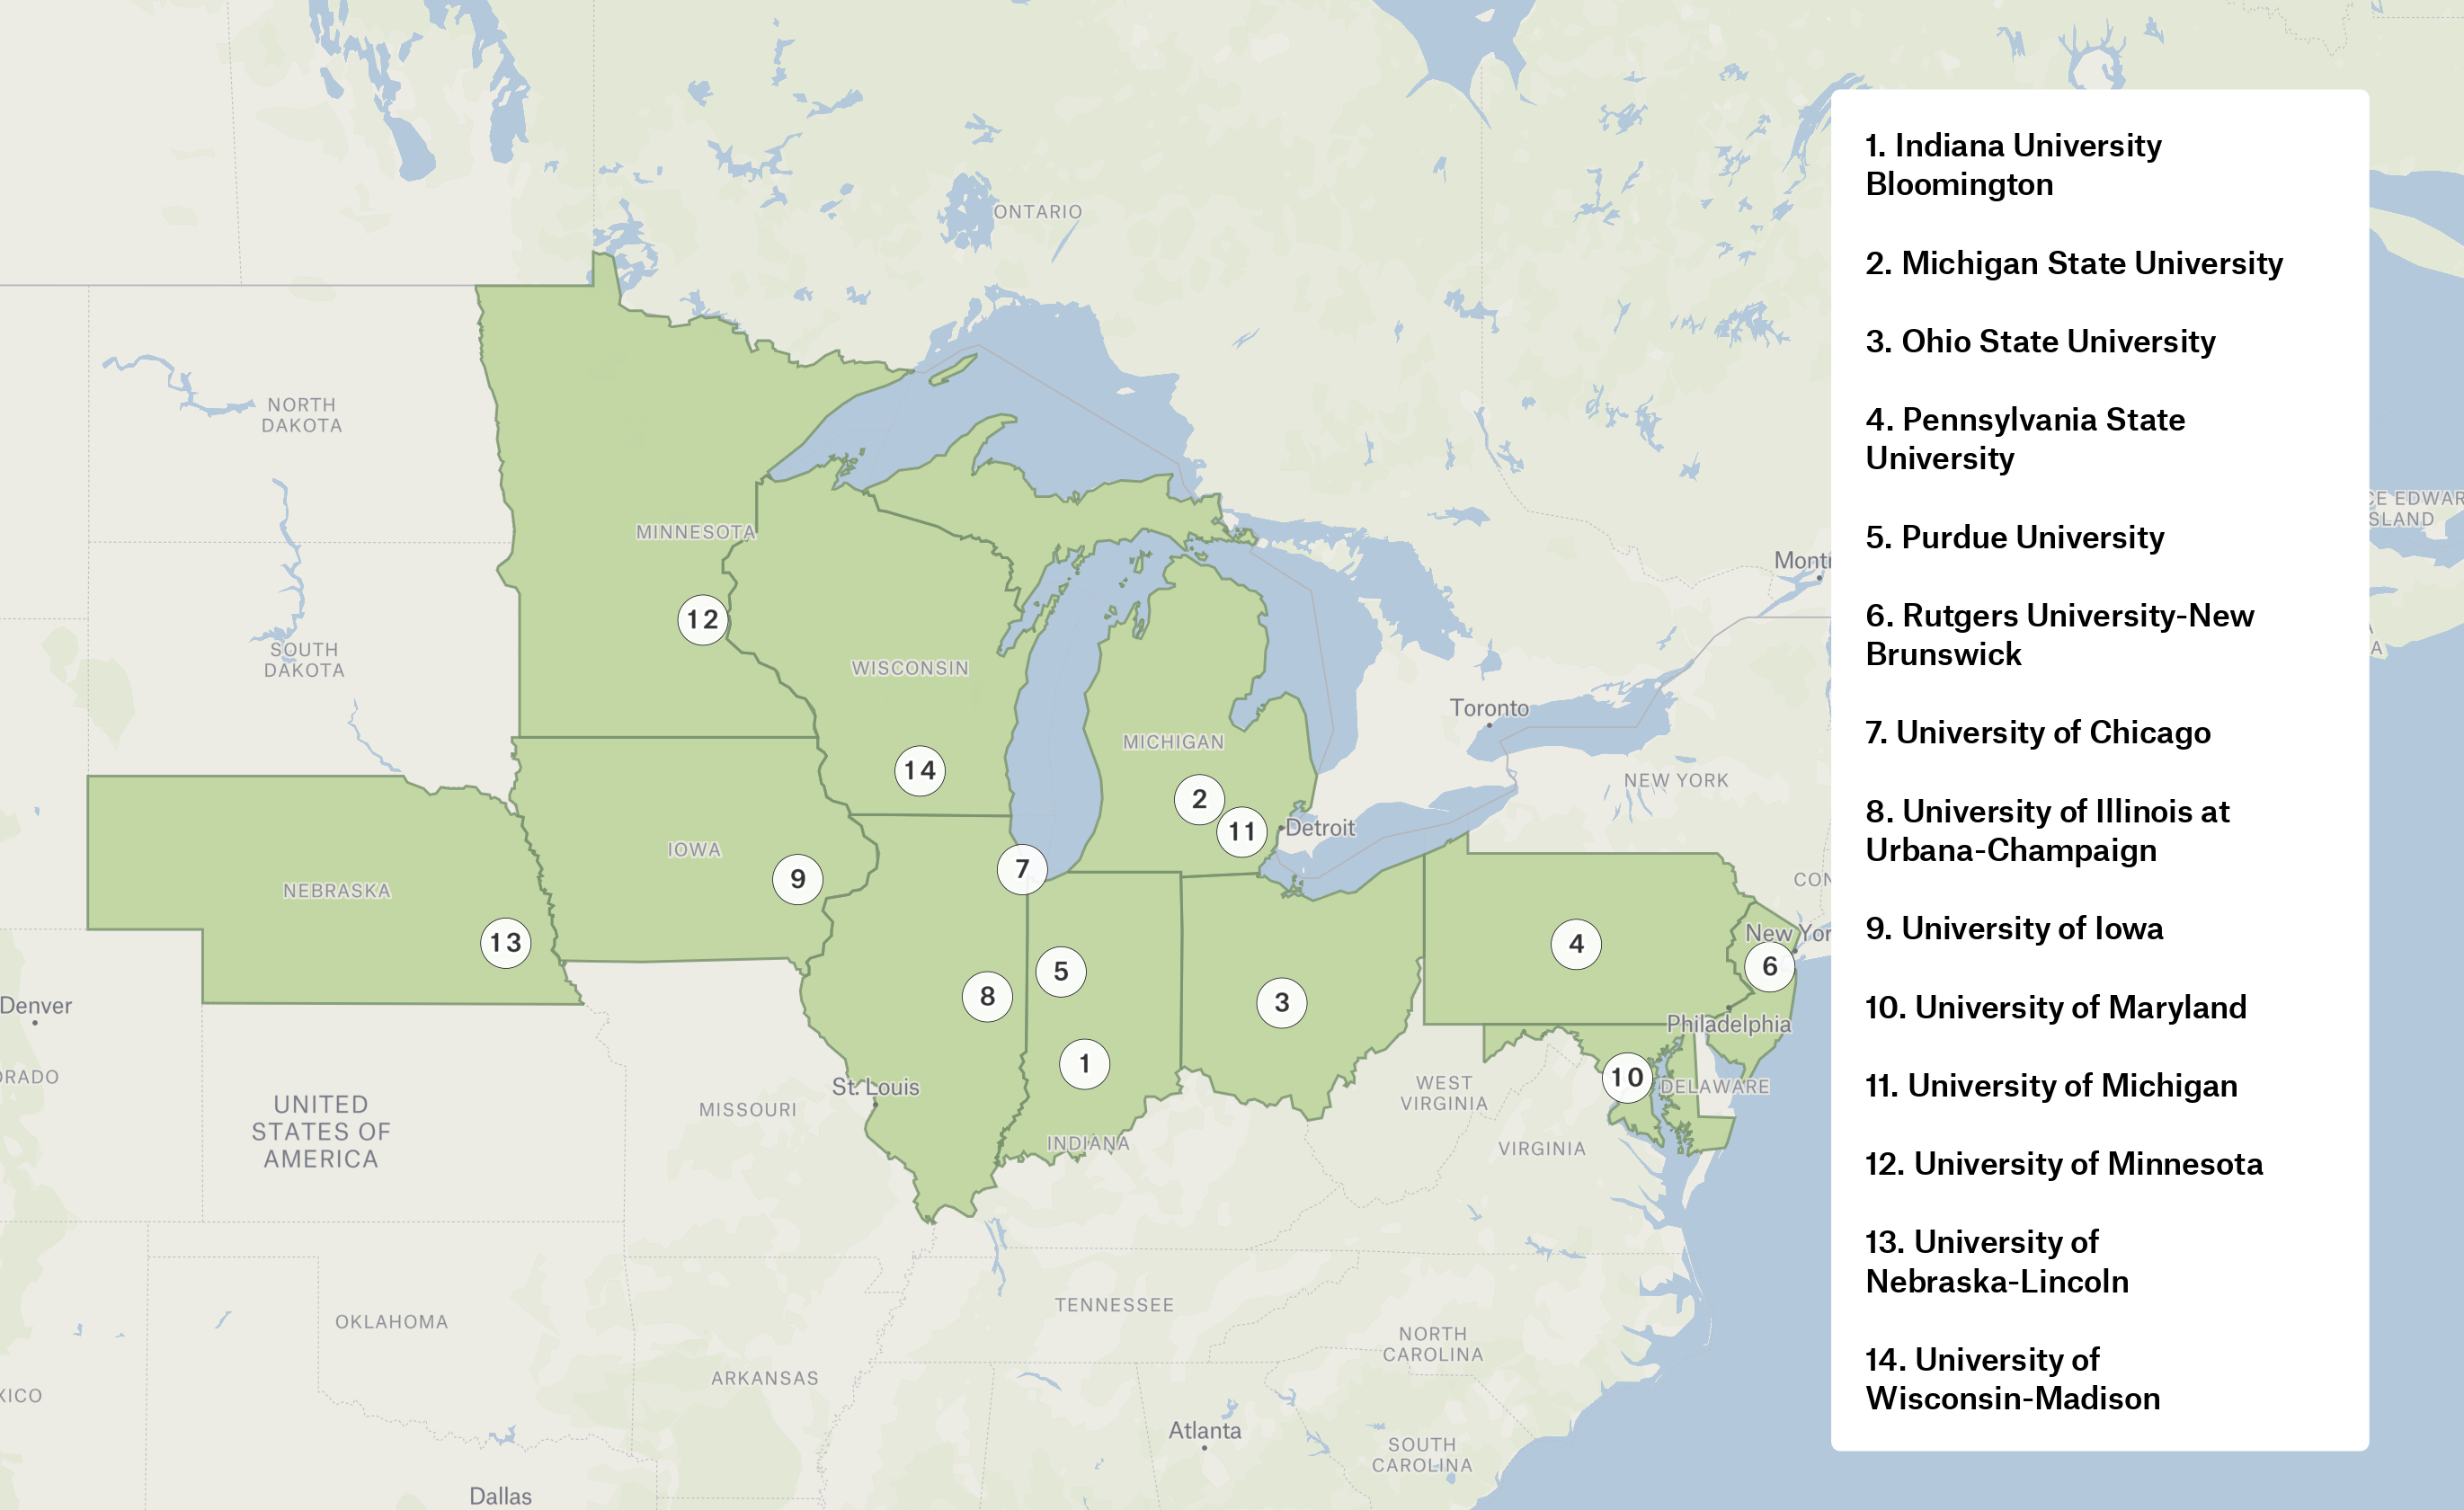 ONTARIO
NORTH
DAKOTA
MINNESOTA
SOUTH
DAKOTA
12
WISCONSIN
14
MICHIGAN
2
11
Detroit
Toronto
NEW YORK
IOWA
9
7
NEBRASKA
13
5
8
3
4
New Yor
6
Philadelphia
1
10
DELAWARE
Denver
UNITED
STATES OF
AMERICA
MISSOURI
St. Louis
INDIANA
WEST
VIRGINIA
VIRGINIA
OKLAHOMA
TENNESSEE
ARKANSAS
NORTH
CAROLINA
Atlanta
SOUTH
CAROLINA
Dallas
Montr
CON
ORADO
XICO
CE EDWAR
SLAND
A
1. Indiana University
Bloomington
2. Michigan State University
3. Ohio State University
4. Pennsylvania State
University
5. Purdue University
6. Rutgers University-New
Brunswick
7. University of Chicago
8. University of Illinois at
Urbana-Champaign
9. University of Iowa
10. University of Maryland
11. University of Michigan
12. University of Minnesota
13. University of
Nebraska-Lincoln
14. University of
Wisconsin-Madison